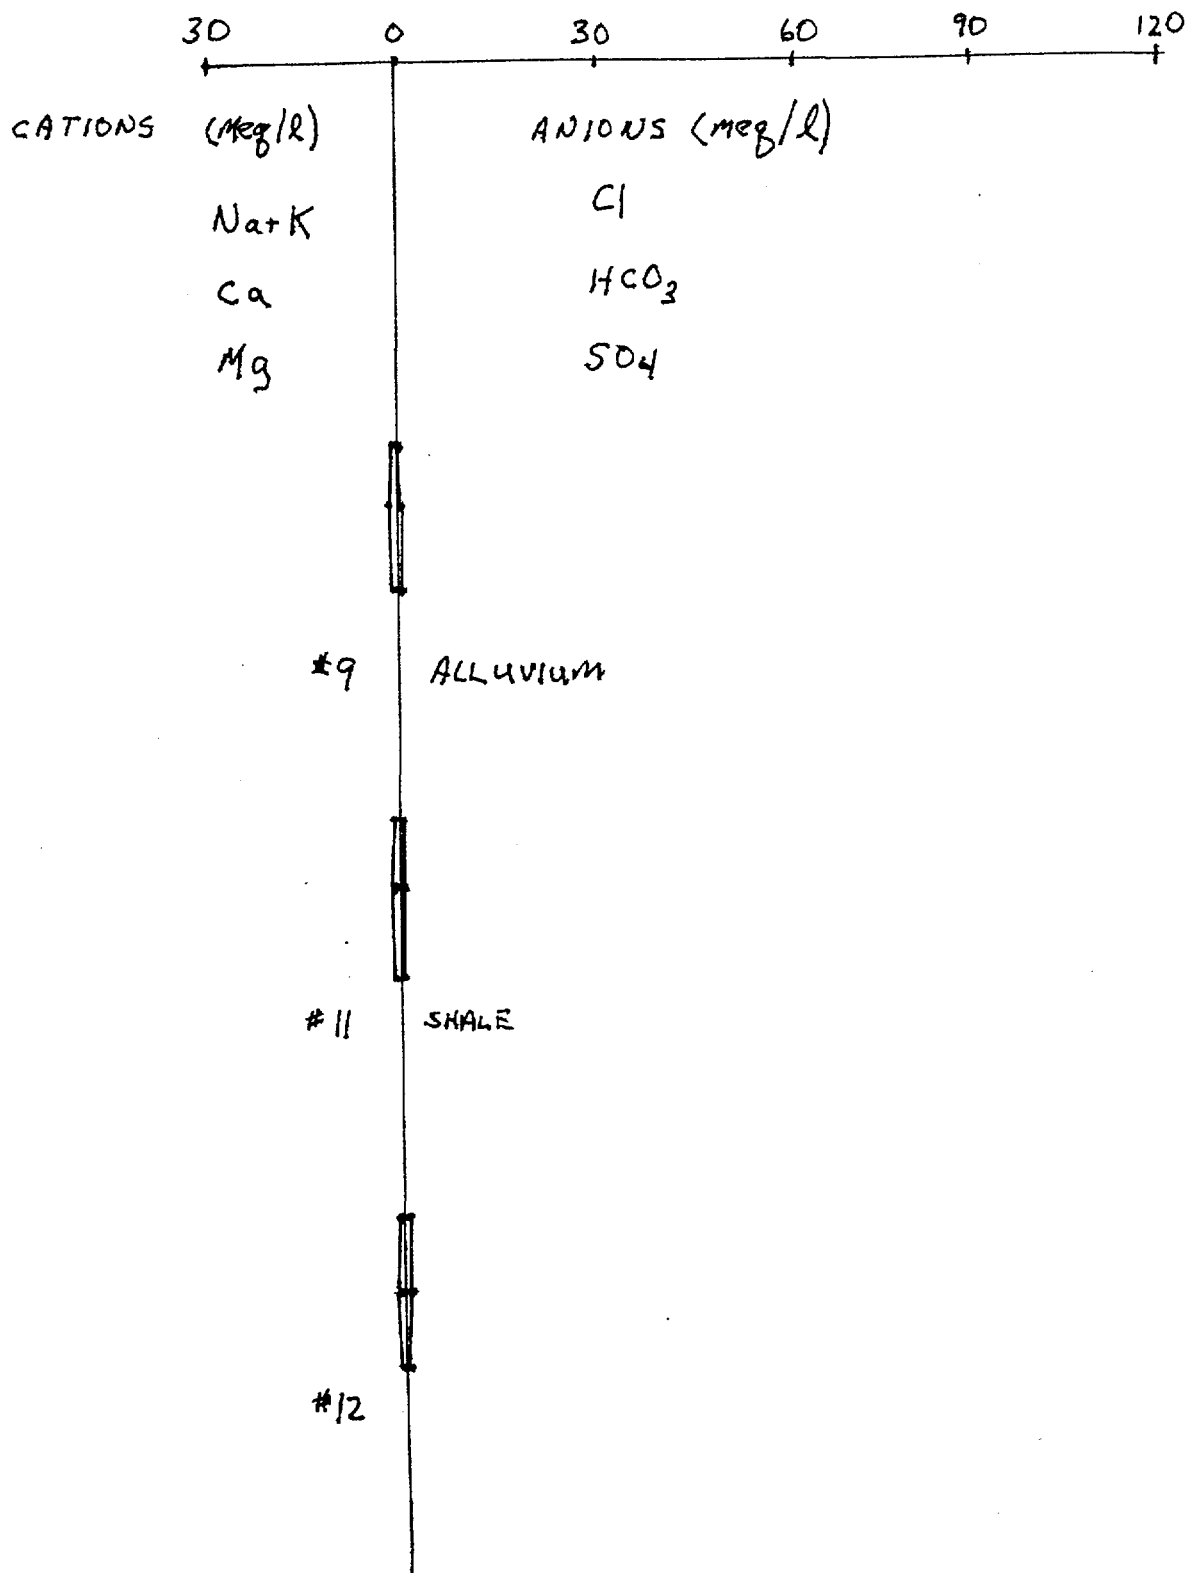 30 0 30 60 90 120
CATIONS (Meq/l) ANIONS (meq/l)
Cl
Na+K
HCO3
Ca
SO4
Mg
#9 ALLUVIUM
#11 SHALE
#12